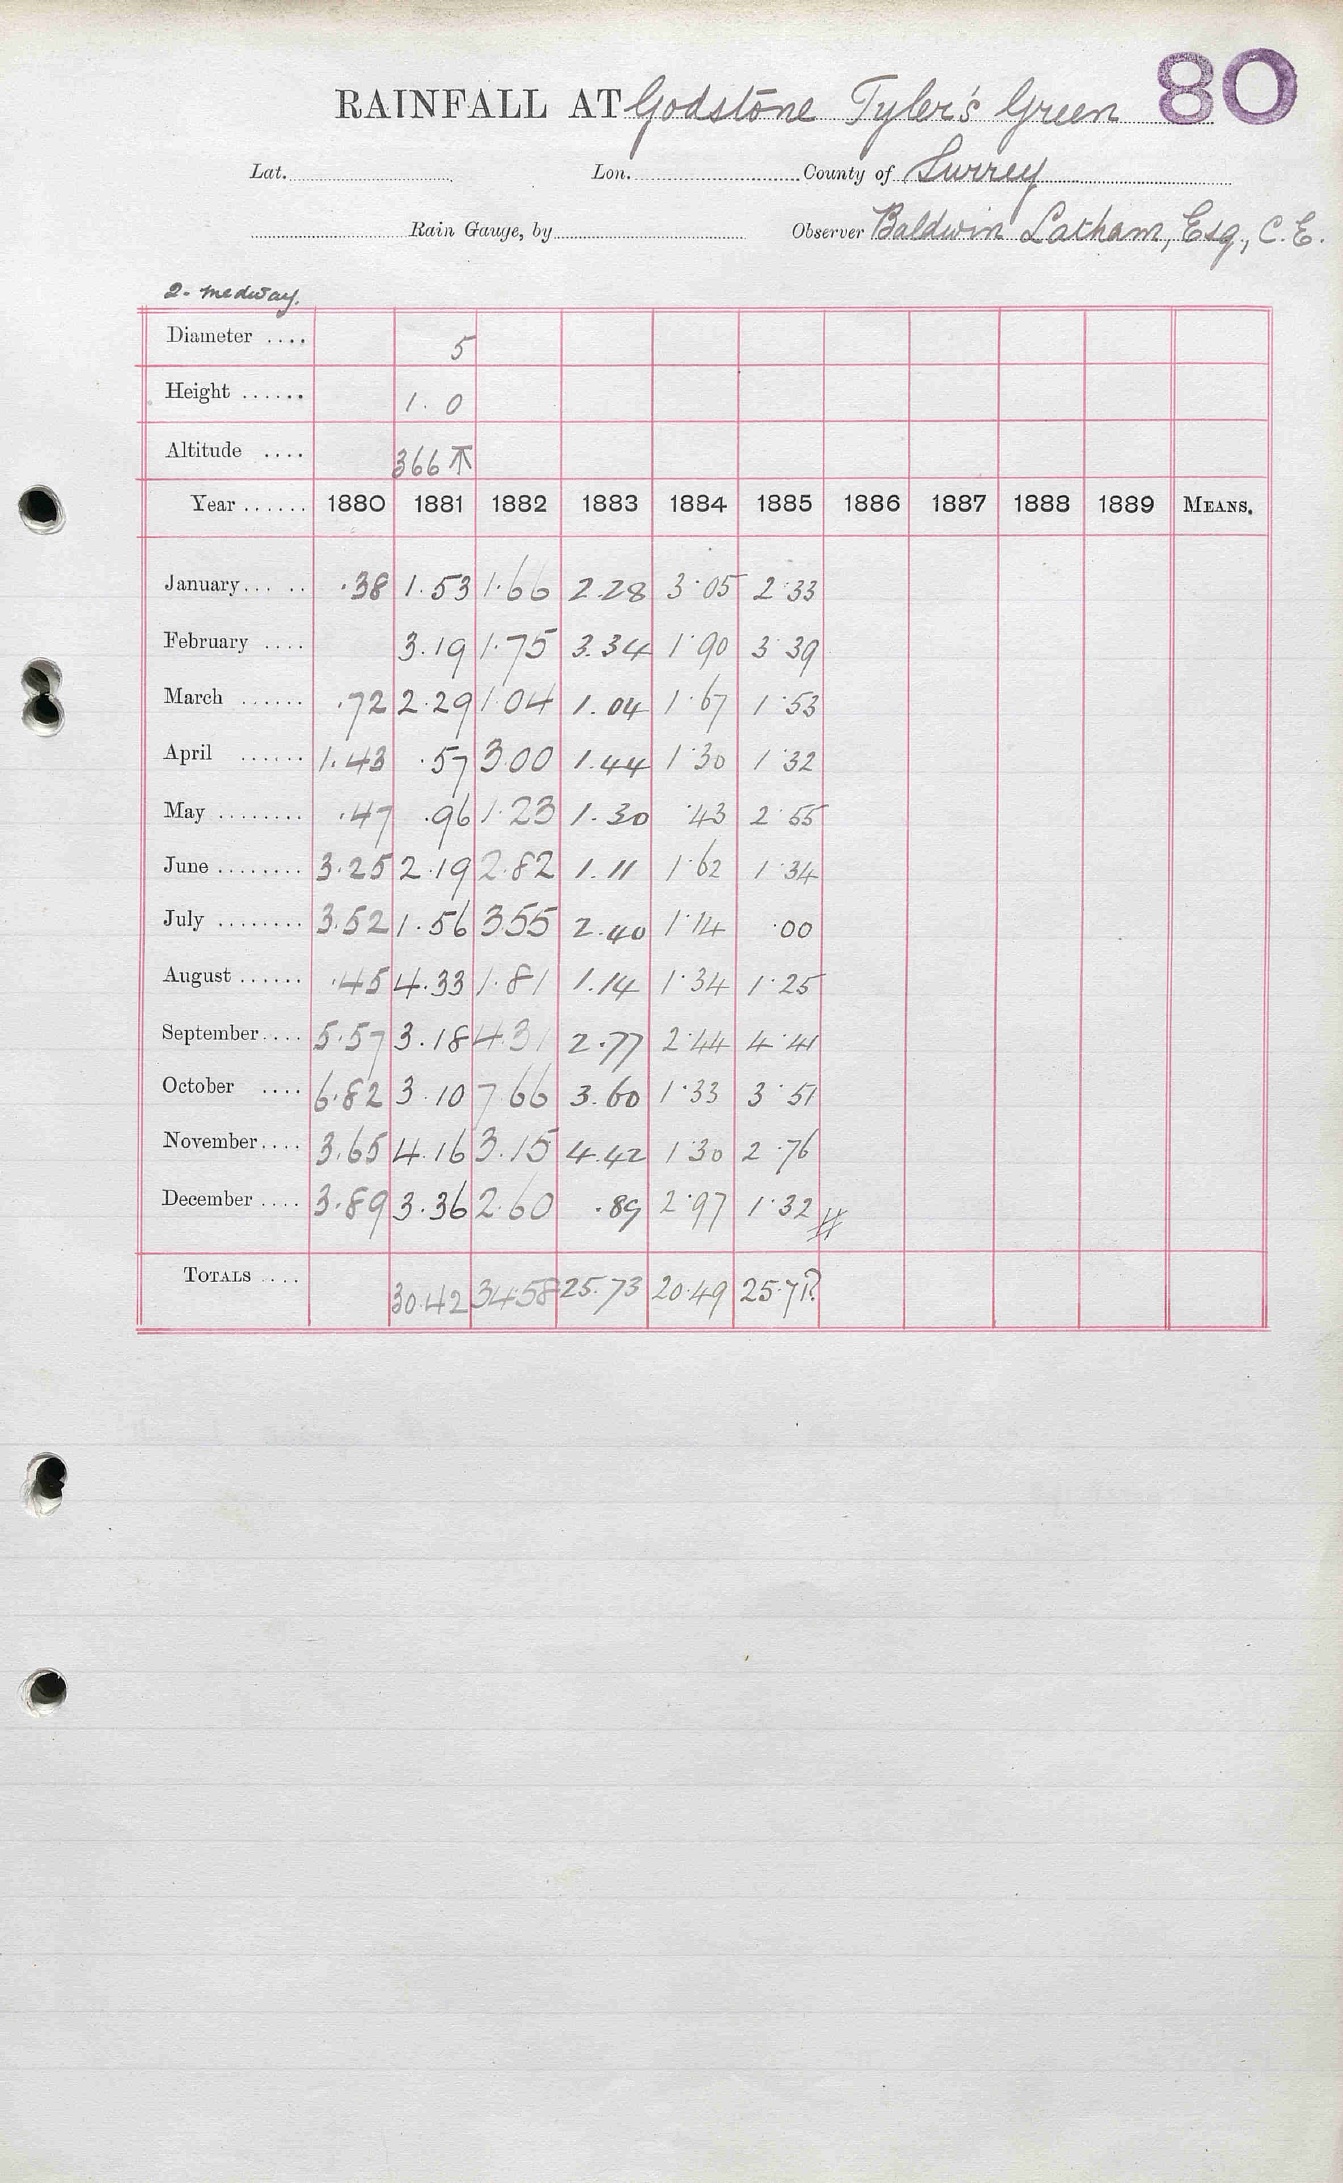 RAINFALL AT Godstone Tyler's Green 80
Lat. Lon. County of Surrey
Rain Gauge, by Observer Baldwin Latham, Esq., C.E.
2- Medway.
Diameter .... 5
Height ...... 1. 0
Altitude .... 366
Year ...... 1880 1881 1882 1883 1884 1885 1886 1887 1888 1889 MEANS.
January... .. .38 1.53 1.66 2.28 3.05 2.33
February .... 3.19 1.75 3.34 1.90 3.39
March ...... .72 2.29 1.04 1.04 1.67 1.53
April ...... 1.43 .57 3.00 1.44 1.30 1.32
May ........ .47 .96 1.23 1.30 .43 2.55
June ........ 3.25 2.19 2.82 1.11 1.62 1.34
July ........ 3.52 1.56 3.55 2.40 1.14 .00
August ...... .45 4.33 1.81 1.14 1.34 1.25
September.... 5.57 3.18 4.31 2.77 2.44 4.41
October .... 6.82 3.10 7.66 3.60 1.33 3.51
November.... 3.65 4.16 3.15 4.42 1.30 2.76
December .... 3.89 3.36 2.60 .89 2.97 1.32 #
TOTALS .... 30.42 34.58 25.73 20.49